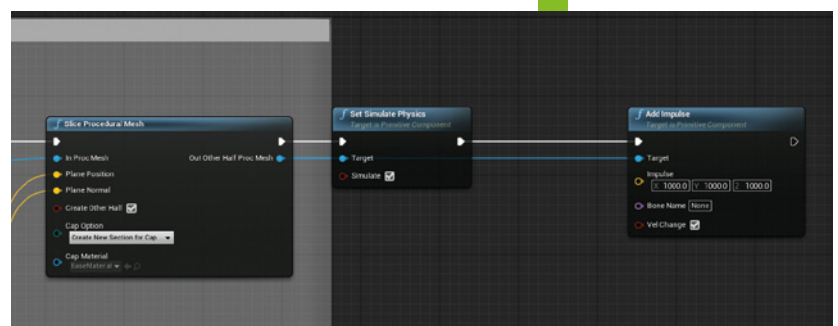 Slice Procedural Mesh
In Proc Mesh
Out Other Half Proc Mesh
Plane Position
Plane Normal
Create Other Half
Cap Option
Create New Section for Cap
Cap Material
BaseMaterial
Set Simulate Physics
Target is Primitive Component
Target
Simulate
Add Impulse
Target is Primitive Component
Target
Impulse
X 1000.0 Y 1000.0 Z 1000.0
Bone Name None
Vel Change